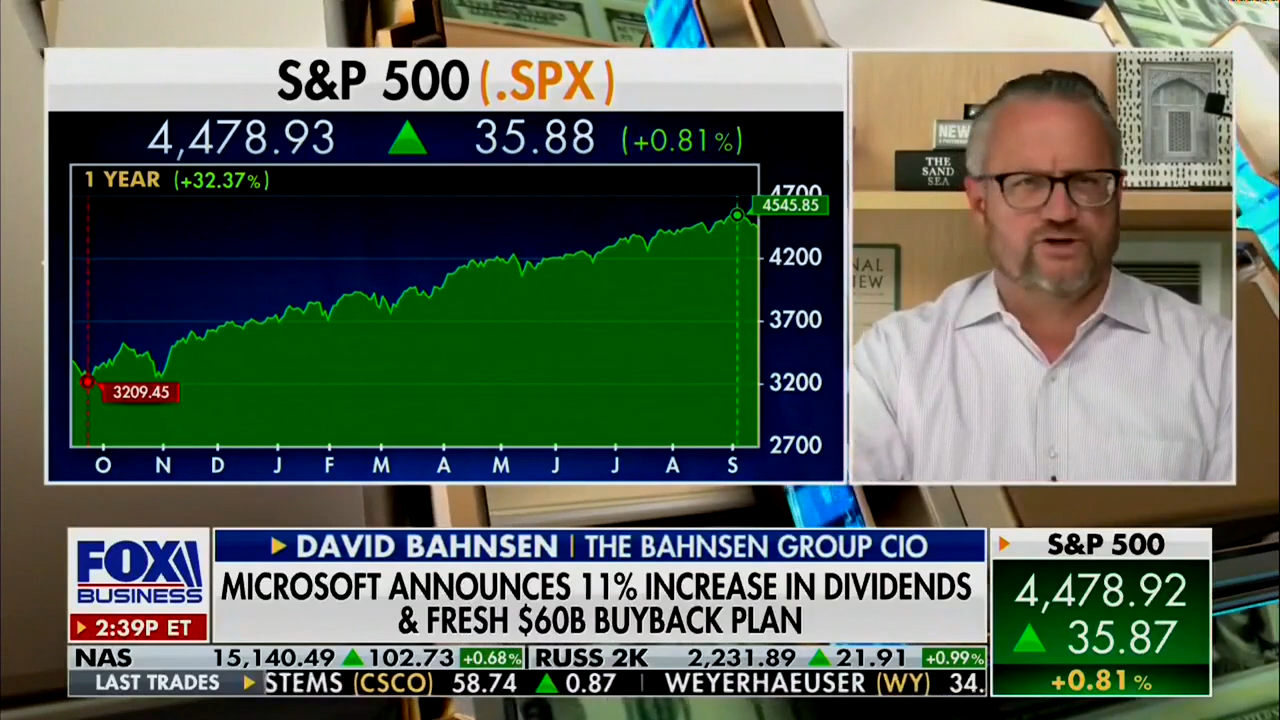 S&P 500 (.SPX)
4,478.93 ▲ 35.88 (+0.81%)
1 YEAR (+32.37%)
4700
4545.85
4200
3700
3200
2700
3209.45
O N D J F M A M J J A S
NEW
THE
SAND
SEA
FOX
BUSINESS
2:39P ET
DAVID BAHNSEN | THE BAHNSEN GROUP CIO
MICROSOFT ANNOUNCES 11% INCREASE IN DIVIDENDS
& FRESH $60B BUYBACK PLAN
S&P 500
4,478.92
▲ 35.87
+0.81%
NAS 15,140.49 ▲ 102.73 +0.68% RUSS 2K 2,231.89 ▲ 21.91 +0.99%
LAST TRADES STEMS (CSCO) 58.74 ▲ 0.87 | WEYERHAEUSER (WY) 34.